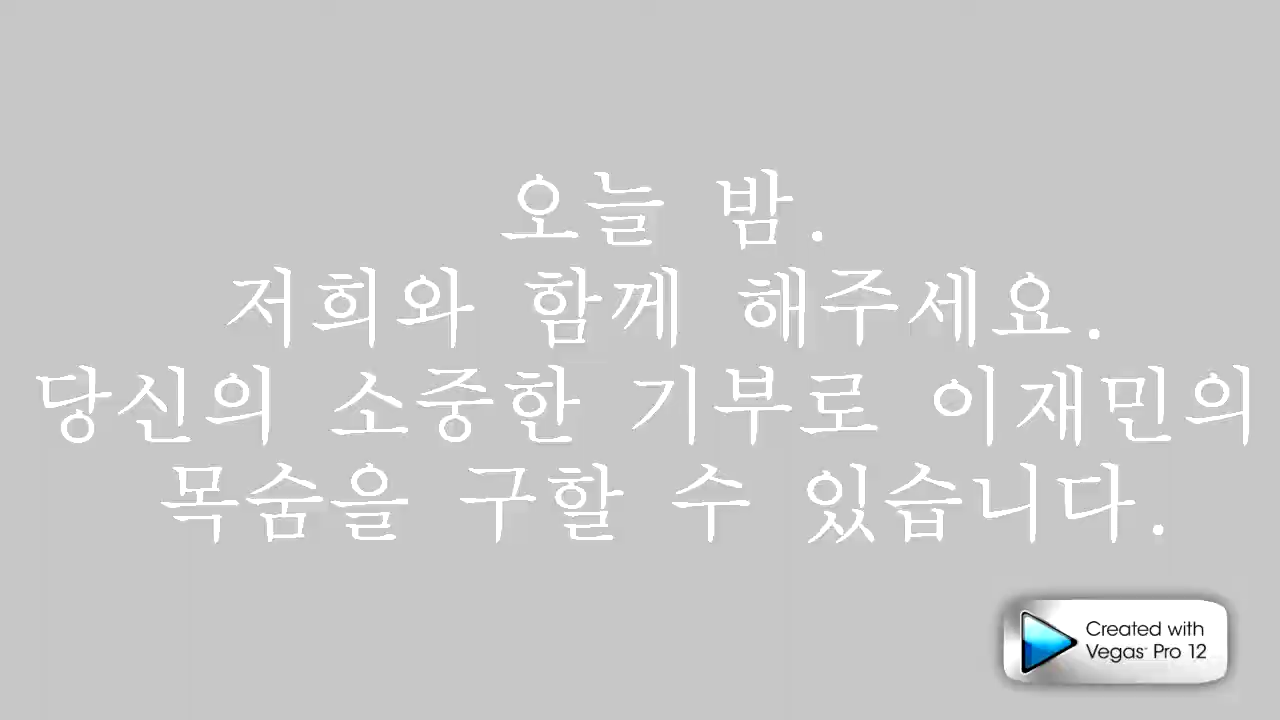 오늘 밤.
저희와 함께 해주세요.
당신의 소중한 기부로 이재민의
목숨을 구할 수 있습니다.
Created with
Vegas™ Pro 12